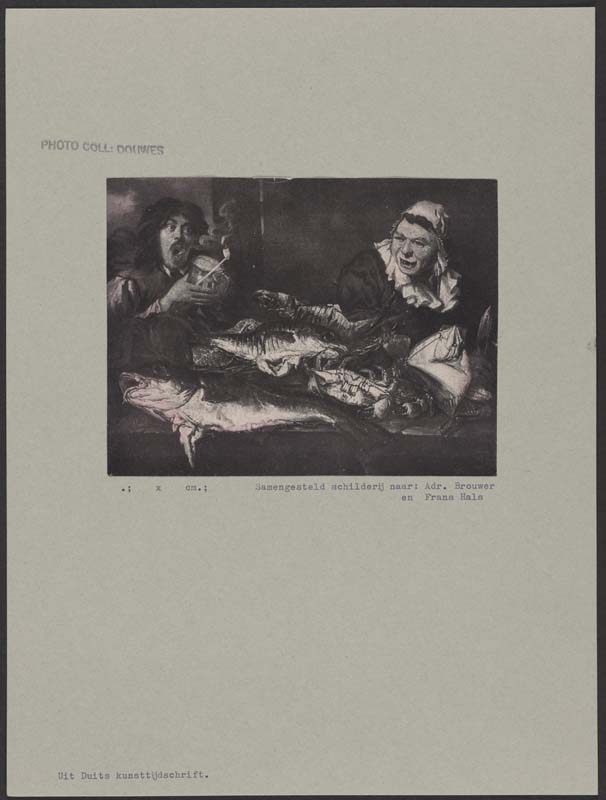 PHOTO COLL: DOUWES
.; x cm.; Samengesteld schilderij naar: Adr. Brouwer
en Frans Hals
Uit Duits kunsttijdschrift.